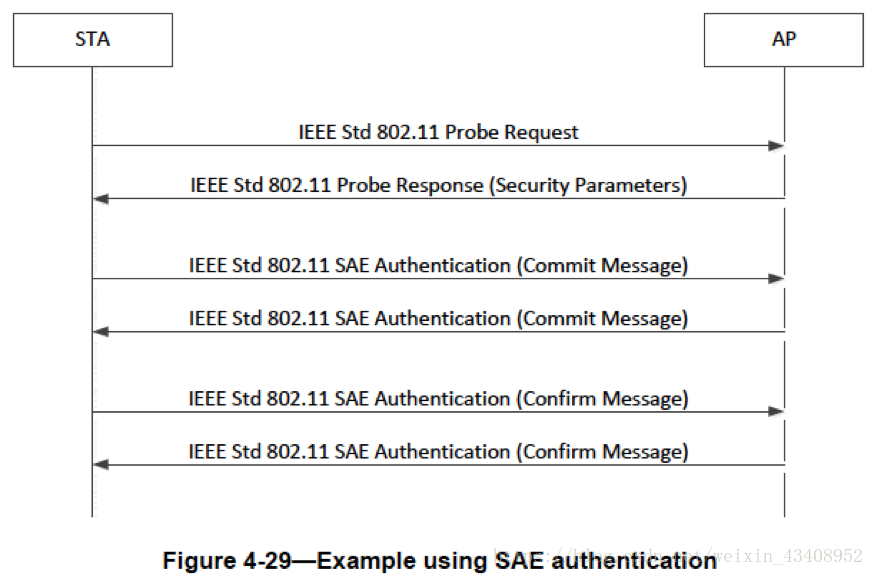 STA
AP
IEEE Std 802.11 Probe Request
IEEE Std 802.11 Probe Response (Security Parameters)
IEEE Std 802.11 SAE Authentication (Commit Message)
IEEE Std 802.11 SAE Authentication (Commit Message)
IEEE Std 802.11 SAE Authentication (Confirm Message)
IEEE Std 802.11 SAE Authentication (Confirm Message)
Figure 4-29—Example using SAE authentication
https://blog.csdn.net/weixin_43408952